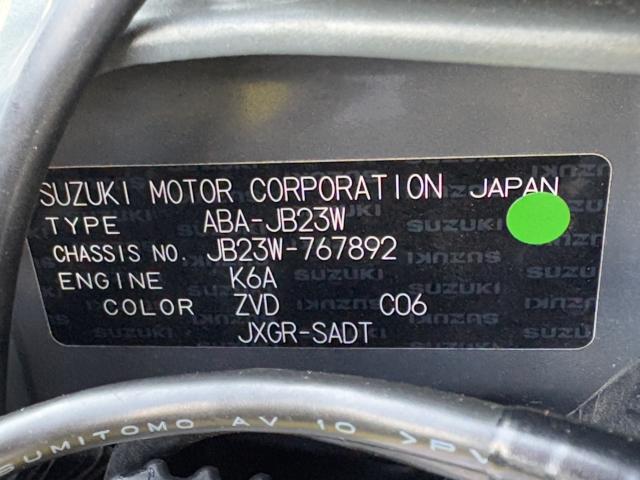 SUZUKI MOTOR CORPORATION JAPAN
TYPE ABA-JB23W
CHASSIS NO. JB23W-767892
ENGINE K6A
COLOR ZVD C06
JXGR-SADT
SUMITOMO AV 10 >PV